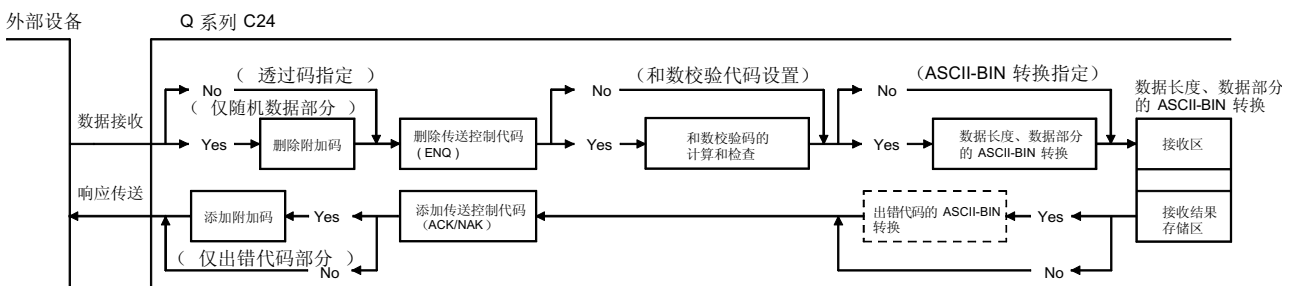 外部设备
Q 系列 C24
（ 透过码指定 ）
（和数校验代码设置）
（ASCII-BIN 转换指定）
No
No
No
数据长度、数据部分
的 ASCII-BIN 转换
（ 仅随机数据部分 ）
数据接收
Yes
删除附加码
删除传送控制代码
( ENQ )
Yes
和数校验码的
计算和检查
Yes
数据长度、数据部分
的 ASCII-BIN 转换
接收区
响应传送
添加附加码
Yes
添加传送控制代码
(ACK/NAK )
出错代码的 ASCII-BIN
转换
Yes
接收结果
存储区
（ 仅出错代码部分 ）
No
No